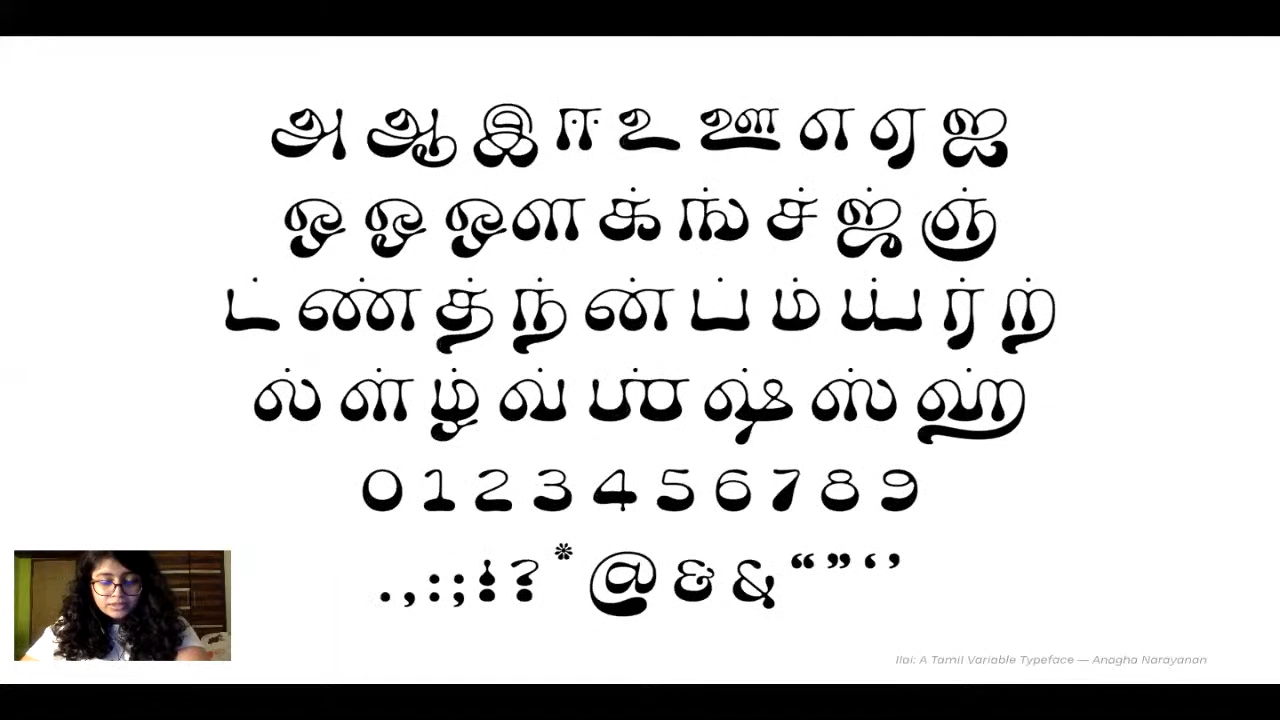 அ ஆ இ ஈ உ ஊ எ ஏ ஐ
ஒ ஓ ஔ க் ங் ச் ஜ் ஞ்
ட் ண் த் ந் ன் ப் ம் ய் ர் ற்
ல் ள் ழ் வ் ஶ் ஷ் ஸ் ஹ்
0 1 2 3 4 5 6 7 8 9
. , : ; ! ? * @ & & “ ” ‘ ’
Ilai: A Tamil Variable Typeface — Anagha Narayanan